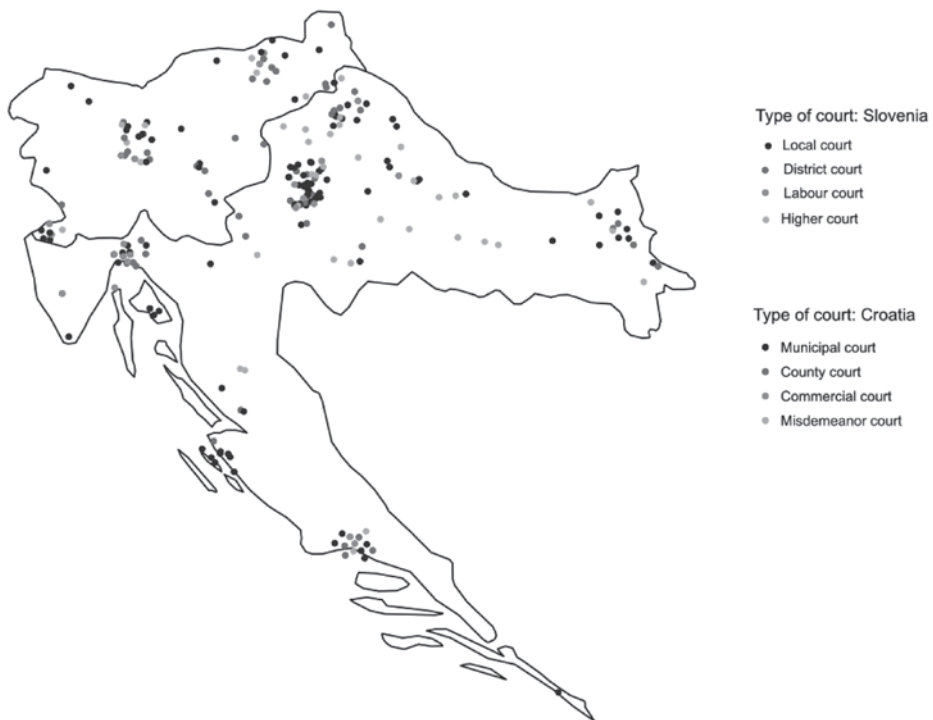 Type of court: Slovenia
Local court
District court
Labour court
Higher court
Type of court: Croatia
Municipal court
County court
Commercial court
Misdemeanor court